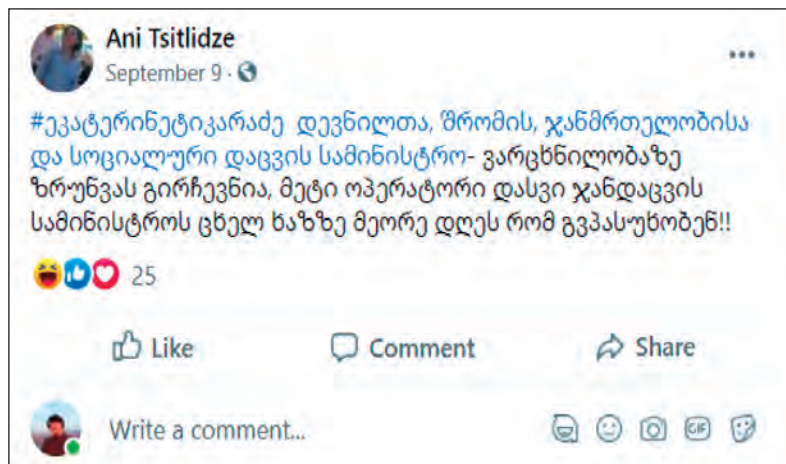 Ani Tsitlidze
September 9 ·
#ეკატერინეტიკარაძე დევნილთა, შრომის, ჯანმრთელობისა
და სოციალური დაცვის სამინისტრო- ვარცხნილობაზე
ზრუნვას გირჩევნია, მეტი ოპერატორი დასვი ჯანდაცვის
სამინისტროს ცხელ ხაზზე მეორე დღეს რომ გვპასუხობენ!!
25
Like Comment Share
Write a comment...
GIF